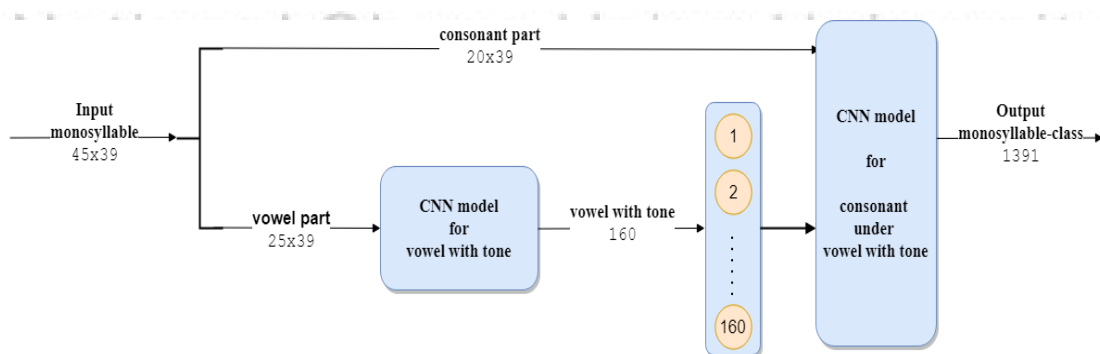 consonant part
20x39
Input
monosyllable
45x39
1
2
160
CNN model
for
consonant
under
vowel with tone
Output
monosyllable-class
1391
vowel part
25x39
CNN model
for
vowel with tone
vowel with tone
160